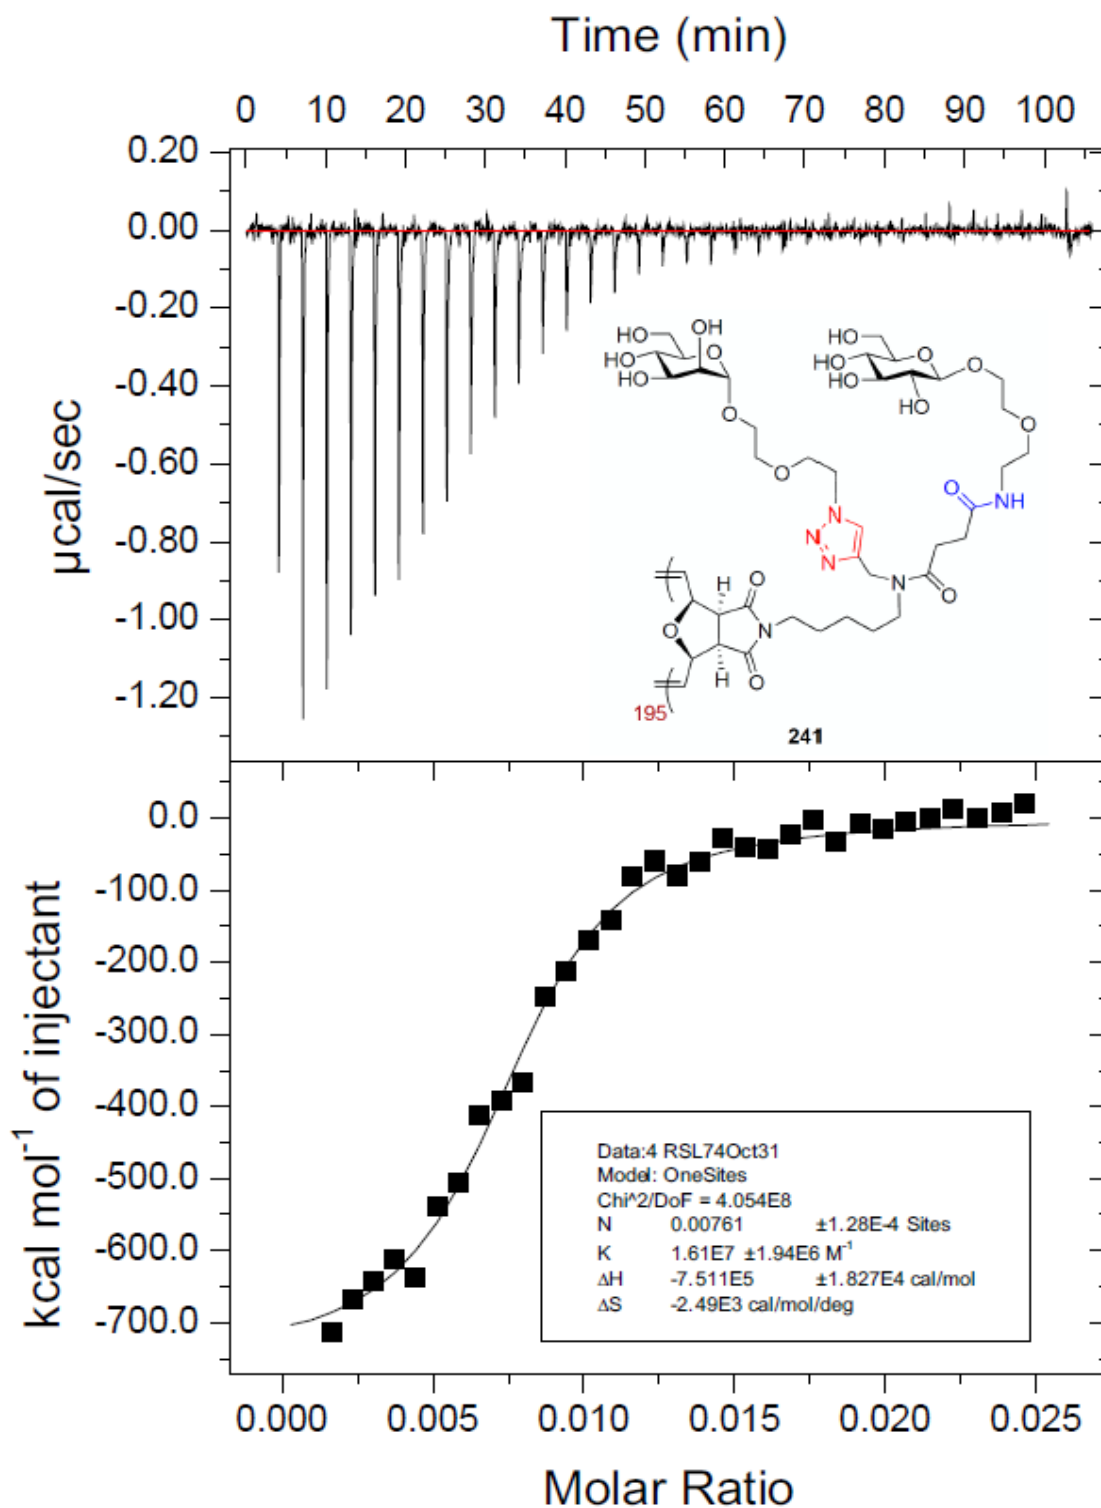 Time (min)
0 10 20 30 40 50 60 70 80 90 100
0.20
0.00
-0.20
-0.40
-0.60
-0.80
-1.00
-1.20
µcal/sec
HO OH
HO O
HO
O
O
N
N
N
HO
HO O O
HO
HO
O
O NH
N
O
H O
O
N
H O
195
241
0.0
-100.0
-200.0
-300.0
-400.0
-500.0
-600.0
-700.0
kcal mol⁻¹ of injectant
Data:4 RSL74Oct31
Model: OneSites
Chi^2/DoF = 4.054E8
N 0.00761 ±1.28E-4 Sites
K 1.61E7 ±1.94E6 M⁻¹
ΔH -7.511E5 ±1.827E4 cal/mol
ΔS -2.49E3 cal/mol/deg
0.000 0.005 0.010 0.015 0.020 0.025
Molar Ratio